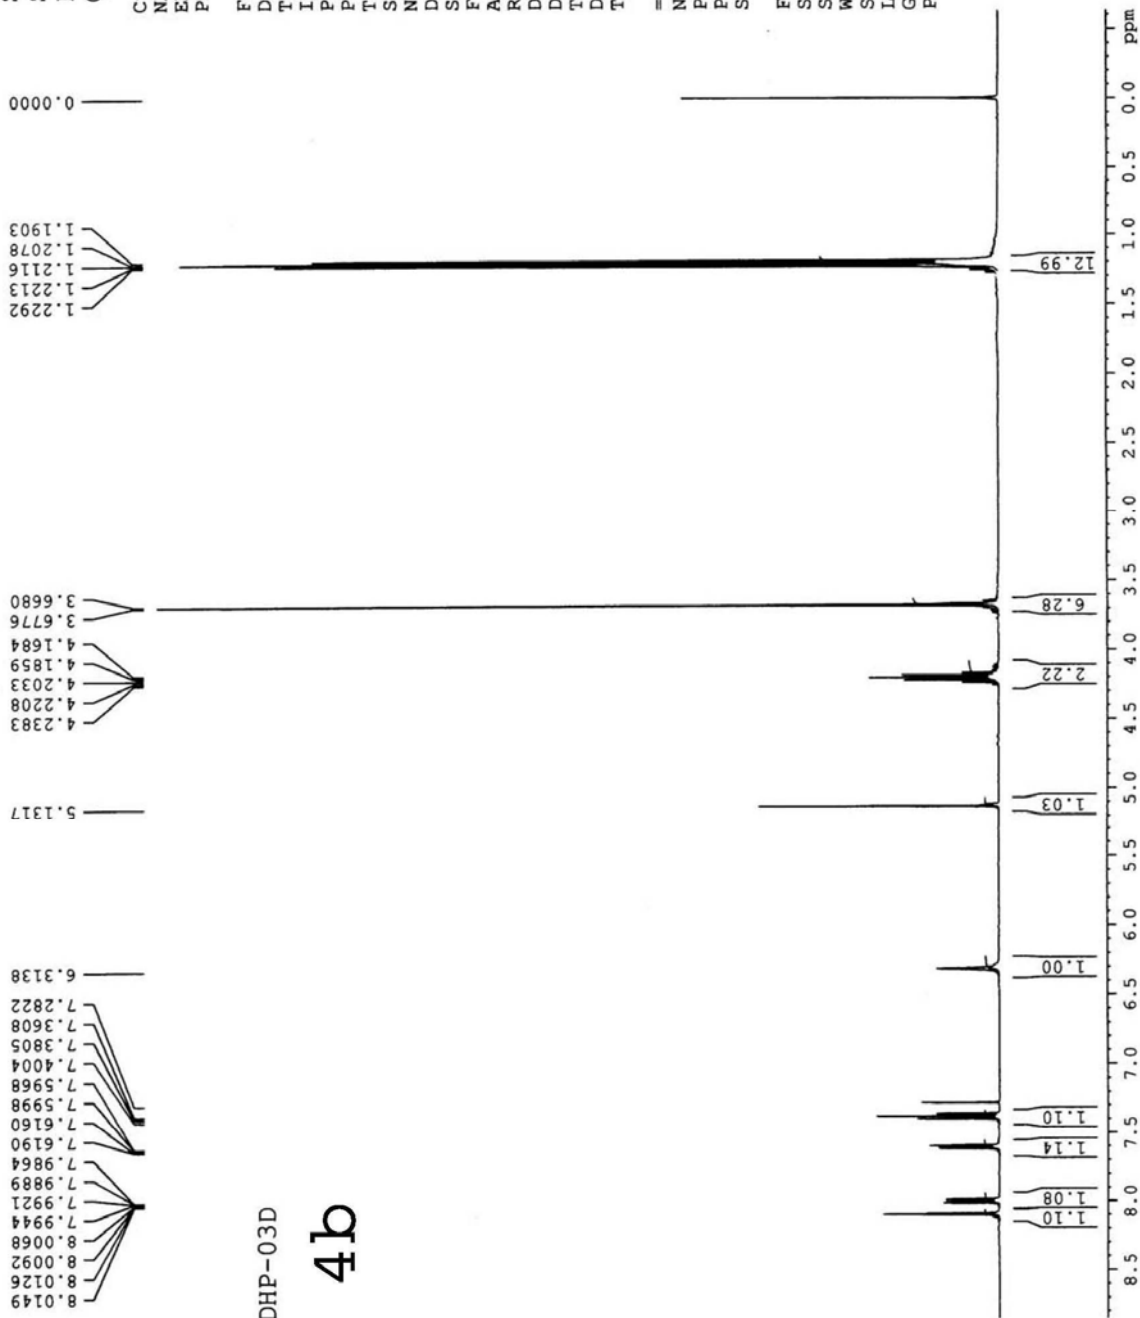 8.0149
8.0126
8.0092
8.0068
7.9944
7.9921
7.9889
7.9864
7.6190
7.6160
7.5998
7.5968
7.4004
7.3805
7.3608
7.2822
6.3138
5.1317
4.2383
4.2208
4.2033
4.1859
4.1684
3.6776
3.6680
1.2292
1.2213
1.2116
1.2078
1.1903
0.0000
DHP-03D
4b
C
N
E
P
F
D
T
I
P
P
T
S
N
D
S
F
A
R
D
D
T
D
T
=
N
P
P
S
F
S
S
W
S
L
G
P
1.10
1.08
1.14
1.10
1.00
1.03
2.22
6.28
12.99
8.5 8.0 7.5 7.0 6.5 6.0 5.5 5.0 4.5 4.0 3.5 3.0 2.5 2.0 1.5 1.0 0.5 0.0 ppm